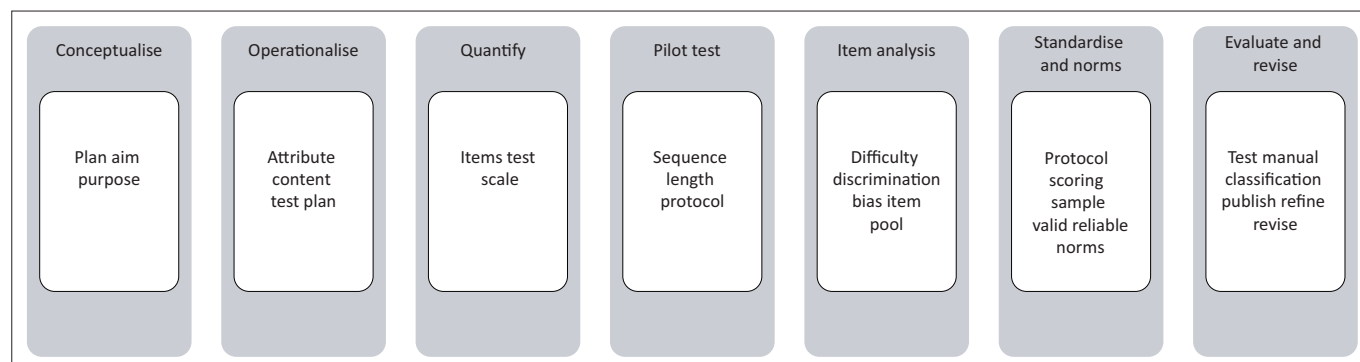 Conceptualise
Plan aim
purpose
Operationalise
Attribute
content
test plan
Quantify
Items test
scale
Pilot test
Sequence
length
protocol
Item analysis
Difficulty
discrimination
bias item
pool
Standardise
and norms
Protocol
scoring
sample
valid reliable
norms
Evaluate and
revise
Test manual
classification
publish refine
revise